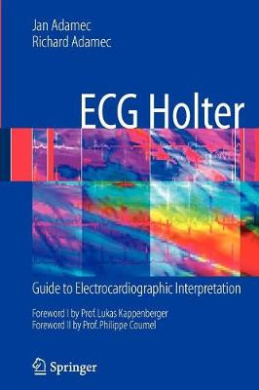 Jan Adamec
Richard Adamec
ECG Holter
Guide to Electrocardiographic Interpretation
Foreword I by Prof. Lukas Kappenberger
Foreword II by Prof. Philippe Coumel
Springer